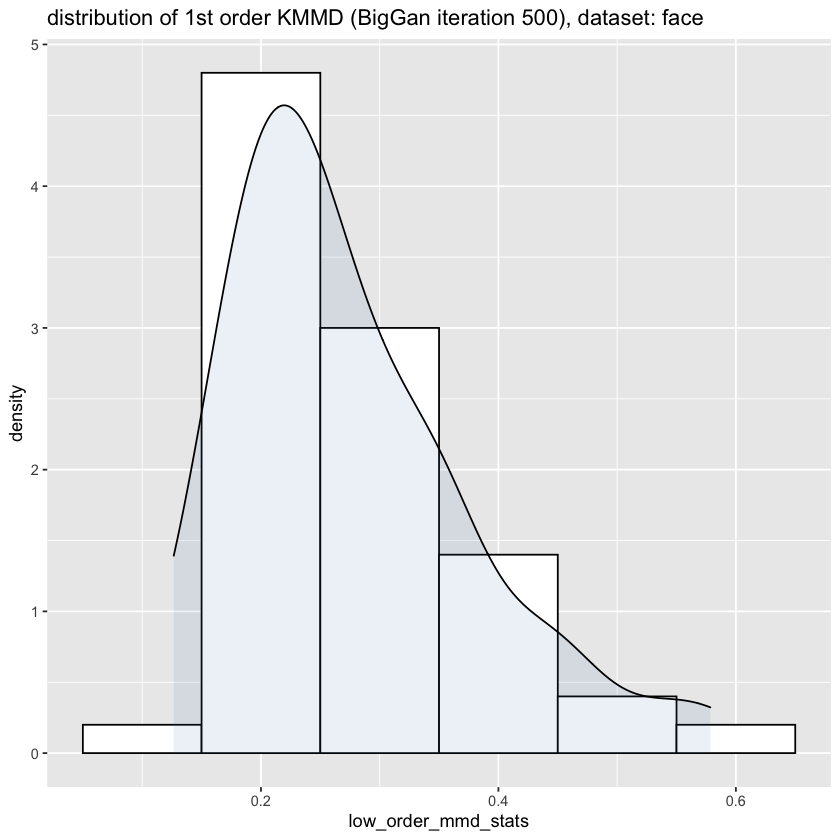 distribution of 1st order KMMD (BigGan iteration 500), dataset: face
5
4
3
2
1
0
density
0.2 0.4 0.6
low_order_mmd_stats